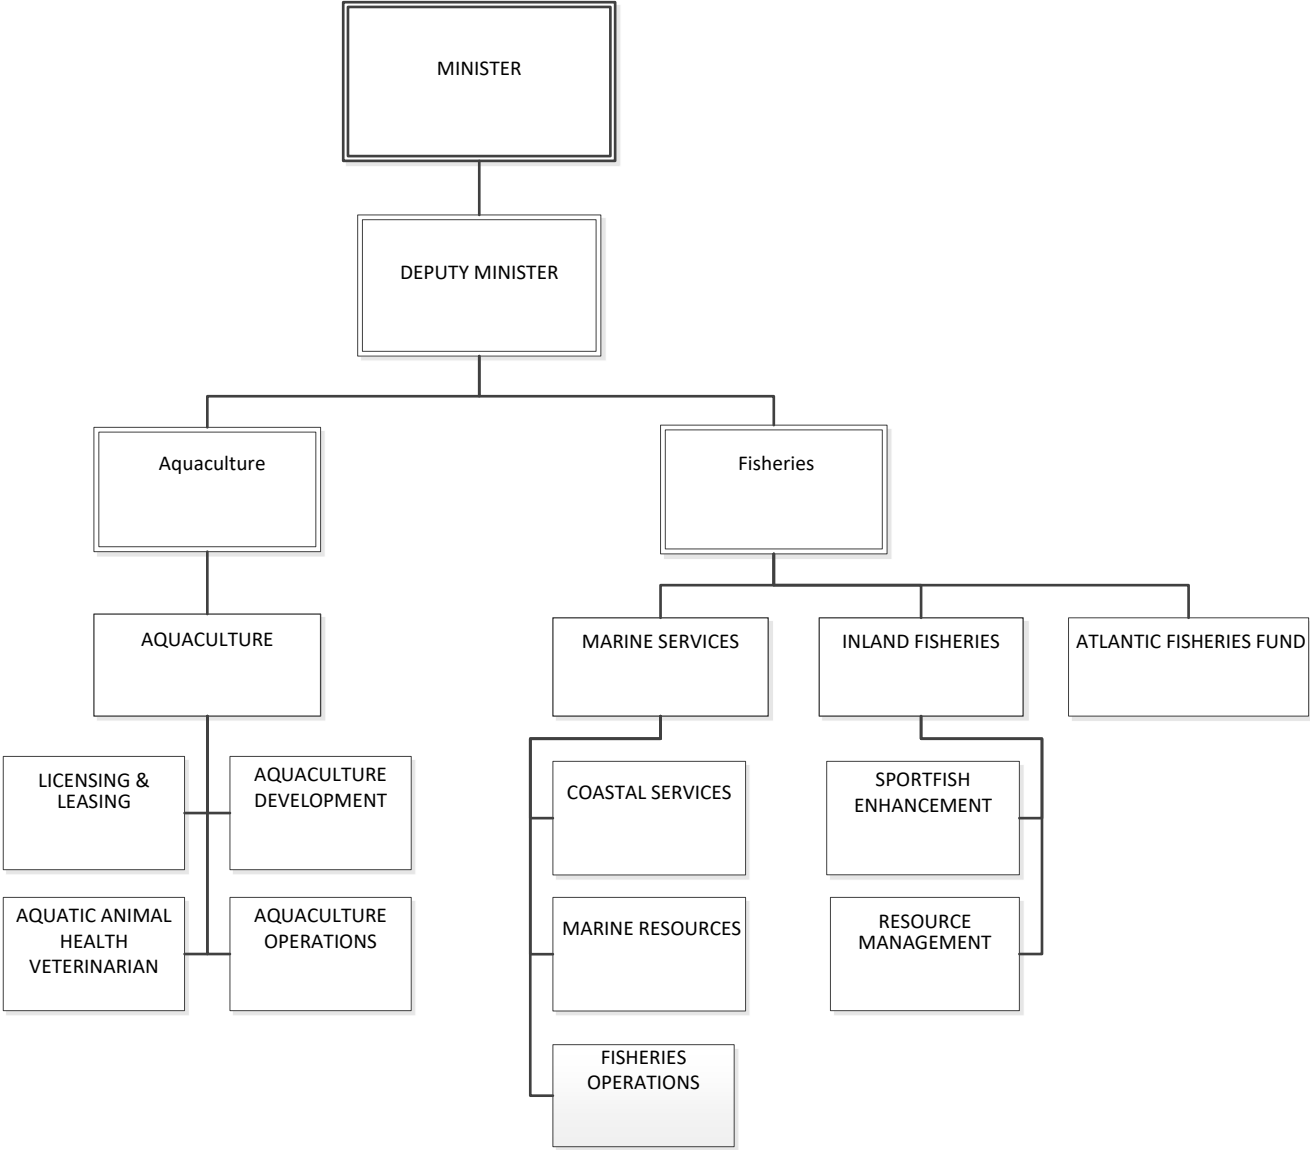 MINISTER
DEPUTY MINISTER
Aquaculture
Fisheries
AQUACULTURE
MARINE SERVICES
INLAND FISHERIES
ATLANTIC FISHERIES FUND
LICENSING &
LEASING
AQUACULTURE
DEVELOPMENT
COASTAL SERVICES
SPORTFISH
ENHANCEMENT
AQUATIC ANIMAL
HEALTH
VETERINARIAN
AQUACULTURE
OPERATIONS
MARINE RESOURCES
RESOURCE
MANAGEMENT
FISHERIES
OPERATIONS